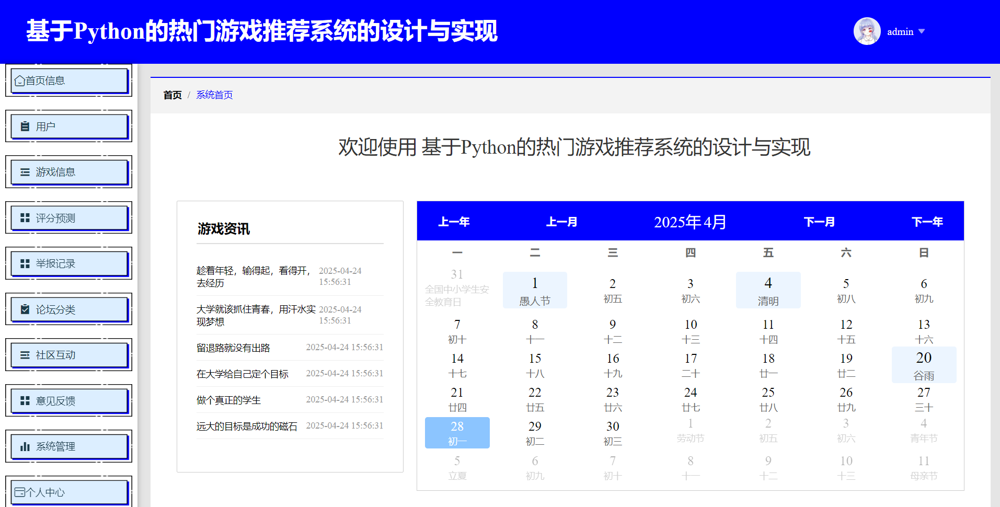 基于Python的热门游戏推荐系统的设计与实现
admin
首页信息
用户
游戏信息
评分预测
举报记录
论坛分类
社区互动
意见反馈
系统管理
个人中心
首页 / 系统首页
欢迎使用 基于Python的热门游戏推荐系统的设计与实现
游戏资讯
趁着年轻，输得起，看得开， 2025-04-24
去经历 15:56:31
大学就该抓住青春，用汗水实 2025-04-24
现梦想 15:56:31
留退路就没有出路 2025-04-24 15:56:31
在大学给自己定个目标 2025-04-24 15:56:31
做个真正的学生 2025-04-24 15:56:31
远大的目标是成功的磁石 2025-04-24 15:56:31
上一年 上一月 2025年4月 下一月 下一年
一 二 三 四 五 六 日
31 1 2 3 4 5 6
全国中小学生安 愚人节 初五 初六 清明 初八 初九
全教育日
7 8 9 10 11 12 13
初十 十一 十二 十三 十四 十五 十六
14 15 16 17 18 19 20
十七 十八 十九 二十 廿一 廿二 谷雨
21 22 23 24 25 26 27
廿四 廿五 廿六 廿七 廿八 廿九 三十
28 29 30 1 2 3 4
初一 初二 初三 劳动节 初五 初六 青年节
5 6 7 8 9 10 11
立夏 初九 初十 十一 十二 十三 母亲节